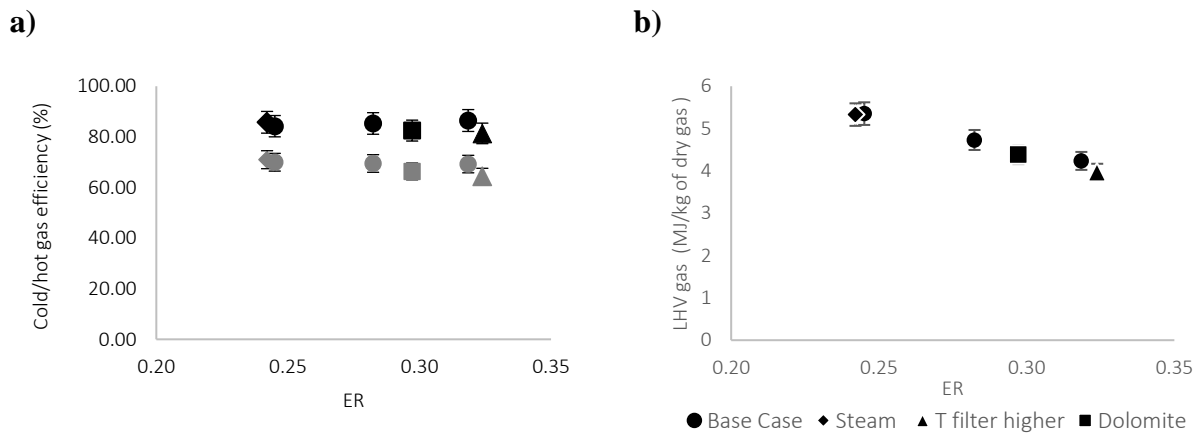 a)
Cold/hot gas efficiency (%)
100.00
80.00
60.00
40.00
20.00
0.00
0.20 0.25 0.30 0.35
ER
b)
LHV gas (MJ/kg of dry gas )
6
5
4
3
2
1
0
0.20 0.25 0.30 0.35
ER
Base Case Steam T filter higher Dolomite